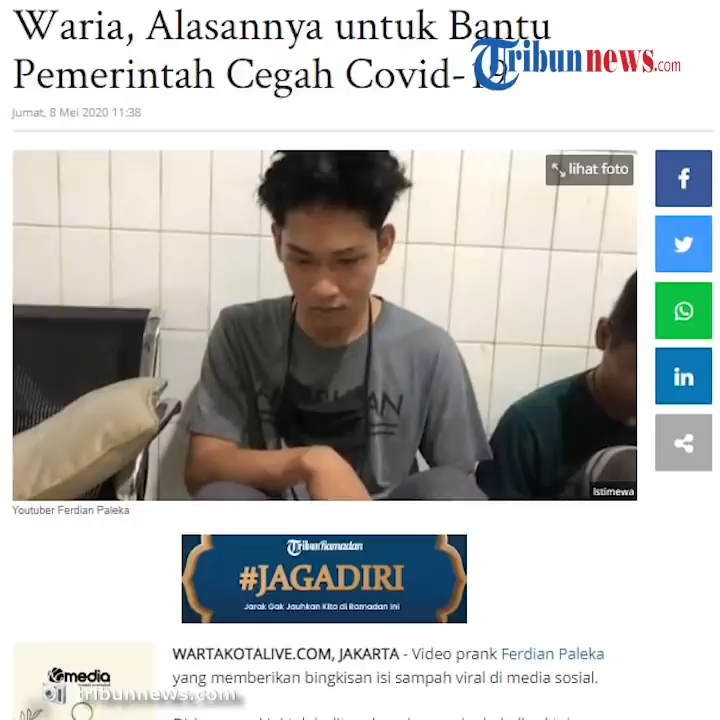 Waria, Alasannya untuk Bantu
Tribunnews.com
Pemerintah Cegah Covid-19
Jumat, 8 Mei 2020 11:38
lihat foto
Istimewa
Youtuber Ferdian Paleka
TribunRamadan
#JAGADIRI
Jarak Gak Jauhkan Kita di Ramadan ini
WARTAKOTALIVE.COM, JAKARTA - Video prank Ferdian Paleka
yang memberikan bingkisan isi sampah viral di media sosial.
media
tribunnews.com